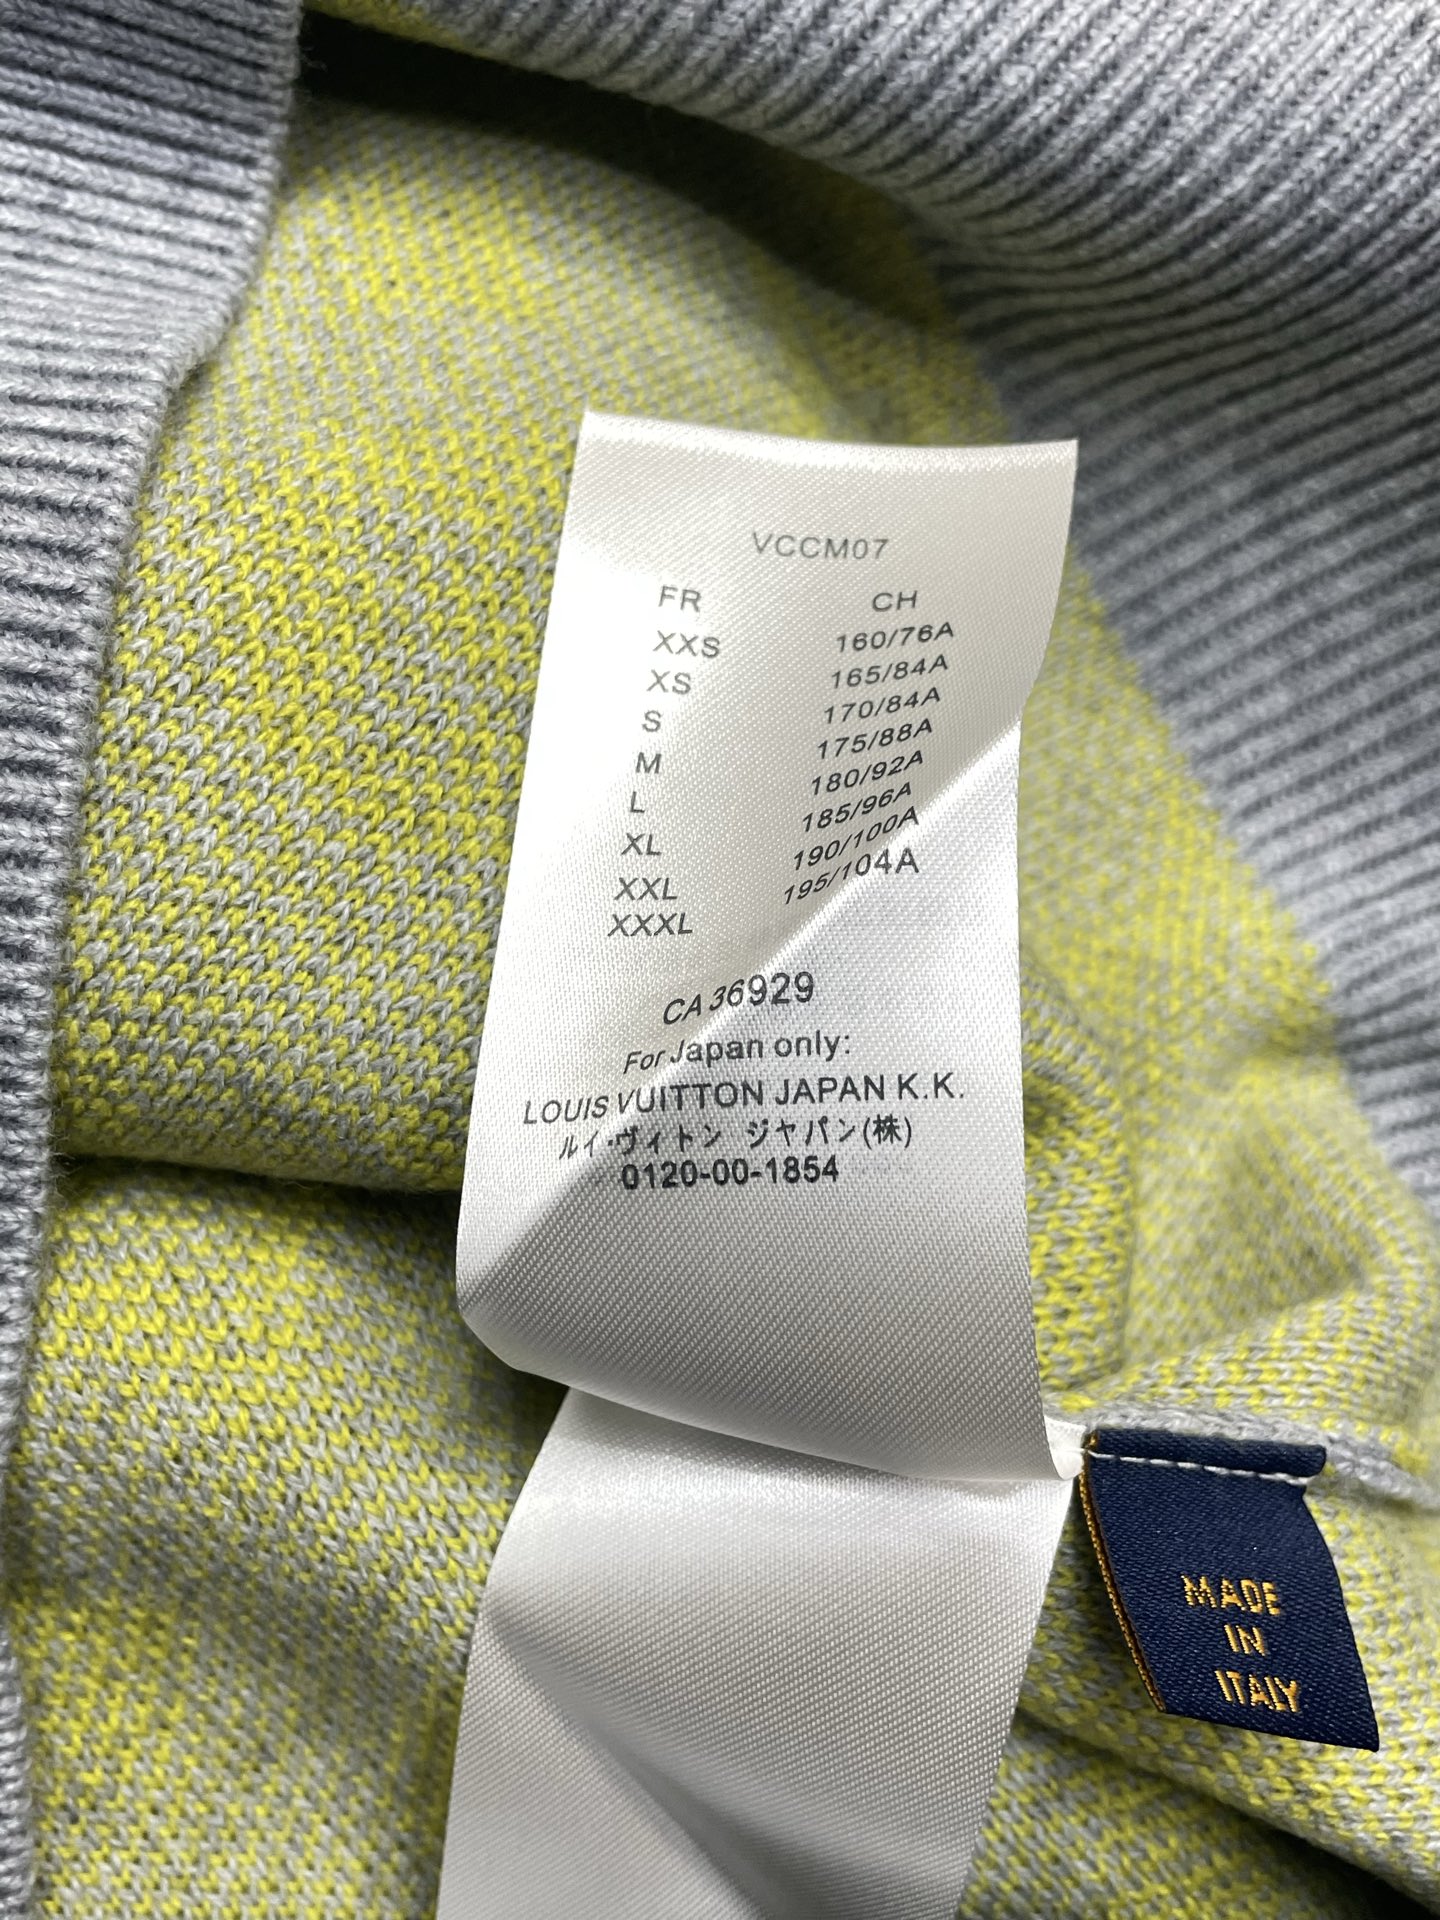 VCCM07
FR CH
XXS 160/76A
XS 165/84A
S 170/84A
M 175/88A
L 180/92A
XL 185/96A
XXL 190/100A
XXXL 195/104A
CA 36929
For Japan only:
LOUIS VUITTON JAPAN K.K.
ルイ・ヴィトン ジャパン(株)
0120-00-1854
MADE
IN
ITALY